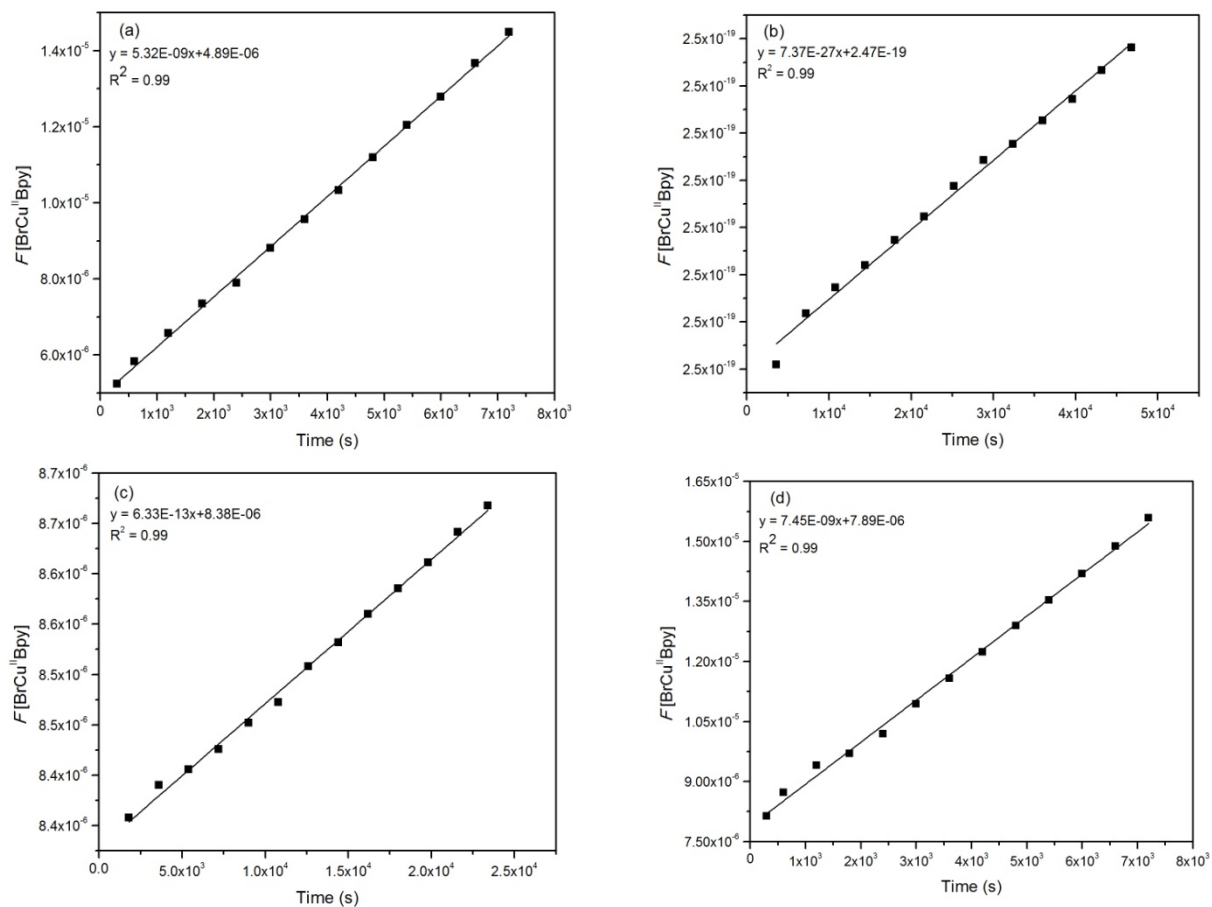 (a)
y = 5.32E-09x+4.89E-06
R² = 0.99
1.4x10⁻⁵
1.2x10⁻⁵
1.0x10⁻⁵
8.0x10⁻⁶
6.0x10⁻⁶
F[BrCuᴵᴵBpy]
0 1x10³ 2x10³ 3x10³ 4x10³ 5x10³ 6x10³ 7x10³ 8x10³
Time (s)
(b)
y = 7.37E-27x+2.47E-19
R² = 0.99
2.5x10⁻¹⁹
2.5x10⁻¹⁹
2.5x10⁻¹⁹
2.5x10⁻¹⁹
2.5x10⁻¹⁹
2.5x10⁻¹⁹
2.5x10⁻¹⁹
2.5x10⁻¹⁹
F[BrCuᴵᴵBpy]
0 1x10⁴ 2x10⁴ 3x10⁴ 4x10⁴ 5x10⁴
Time (s)
(c)
y = 6.33E-13x+8.38E-06
R² = 0.99
8.7x10⁻⁶
8.7x10⁻⁶
8.6x10⁻⁶
8.6x10⁻⁶
8.5x10⁻⁶
8.5x10⁻⁶
8.4x10⁻⁶
8.4x10⁻⁶
F[BrCuᴵᴵBpy]
0.0 5.0x10³ 1.0x10⁴ 1.5x10⁴ 2.0x10⁴ 2.5x10⁴
Time (s)
(d)
y = 7.45E-09x+7.89E-06
R² = 0.99
1.65x10⁻⁵
1.50x10⁻⁵
1.35x10⁻⁵
1.20x10⁻⁵
1.05x10⁻⁵
9.00x10⁻⁶
7.50x10⁻⁶
F[BrCuᴵᴵBpy]
0 1x10³ 2x10³ 3x10³ 4x10³ 5x10³ 6x10³ 7x10³ 8x10³
Time (s)